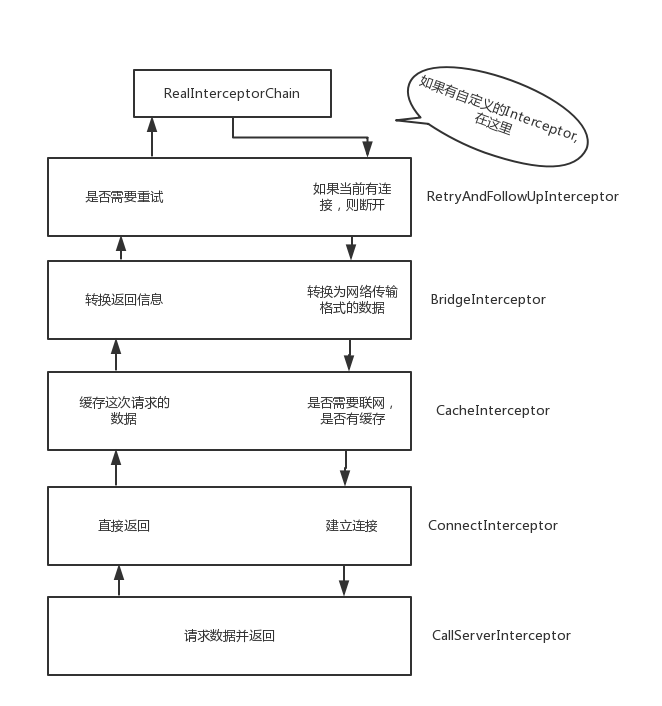 RealInterceptorChain
如果有自定义的Interceptor,
在这里
是否需要重试
如果当前有连
接，则断开
RetryAndFollowUpInterceptor
转换返回信息
转换为网络传输
格式的数据
BridgeInterceptor
缓存这次请求的
数据
是否需要联网，
是否有缓存
CacheInterceptor
直接返回
建立连接
ConnectInterceptor
请求数据并返回
CallServerInterceptor